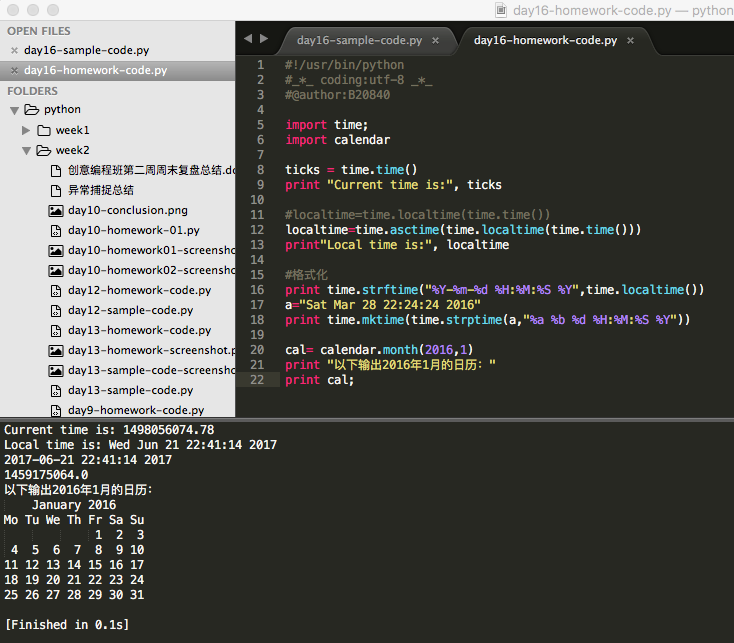 day16-homework-code.py — python
OPEN FILES
day16-sample-code.py
day16-homework-code.py
FOLDERS
python
week1
week2
创意编程班第二周周末复盘总结.dc
异常捕捉总结
day10-conclusion.png
day10-homework-01.py
day10-homework01-screensho
day10-homework02-screensho
day12-homework-code.py
day12-sample-code.py
day13-homework-code.py
day13-homework-screenshot.p
day13-sample-code-screensho
day13-sample-code.py
day9-homework-code.py
day16-sample-code.py × day16-homework-code.py ×
1 #!/usr/bin/python
2 #_*_ coding:utf-8 _*_
3 #@author:B20840
4
5 import time;
6 import calendar
7
8 ticks = time.time()
9 print "Current time is:", ticks
10
11 #localtime=time.localtime(time.time())
12 localtime=time.asctime(time.localtime(time.time()))
13 print"Local time is:", localtime
14
15 #格式化
16 print time.strftime("%Y-%m-%d %H:%M:%S %Y",time.localtime())
17 a="Sat Mar 28 22:24:24 2016"
18 print time.mktime(time.strptime(a,"%a %b %d %H:%M:%S %Y"))
19
20 cal= calendar.month(2016,1)
21 print "以下输出2016年1月的日历："
22 print cal;
Current time is: 1498056074.78
Local time is: Wed Jun 21 22:41:14 2017
2017-06-21 22:41:14 2017
1459175064.0
以下输出2016年1月的日历：
January 2016
Mo Tu We Th Fr Sa Su
1 2 3
4 5 6 7 8 9 10
11 12 13 14 15 16 17
18 19 20 21 22 23 24
25 26 27 28 29 30 31
[Finished in 0.1s]